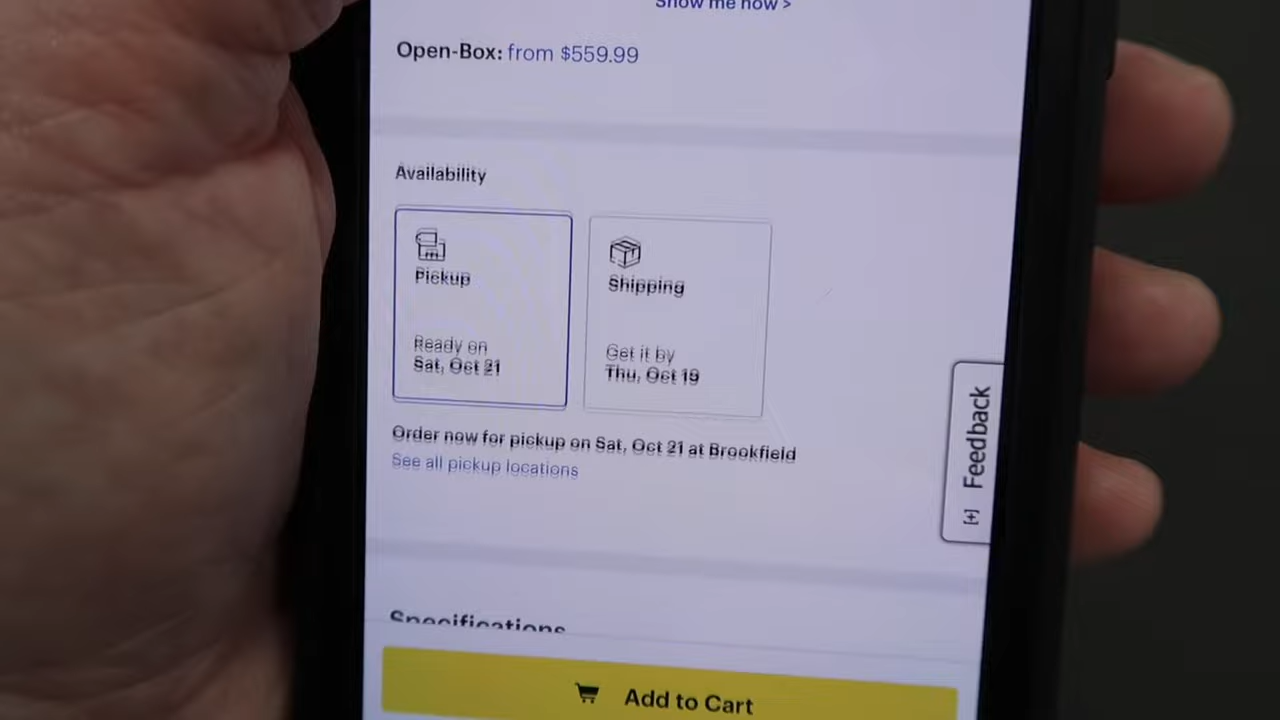 Show me now >
Open-Box: from $559.99
Availability
Pickup
Ready on
Sat, Oct 21
Shipping
Get it by
Thu, Oct 19
Order now for pickup on Sat, Oct 21 at Brookfield
See all pickup locations
[+] Feedback
Specifications
Add to Cart